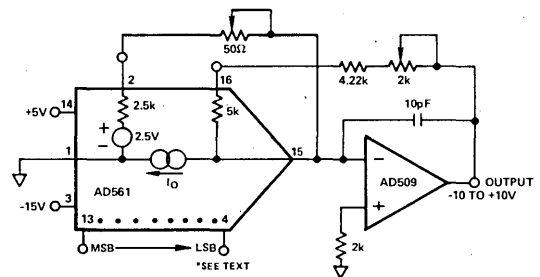 50Ω
2
16
4.22k
2k
14
+5V
2.5k
+
-
2.5V
5k
10pF
1
15
I_O
AD561
AD509
-
+
OUTPUT
-10 TO +10V
3
-15V
13
4
MSB
LSB
*SEE TEXT
2k